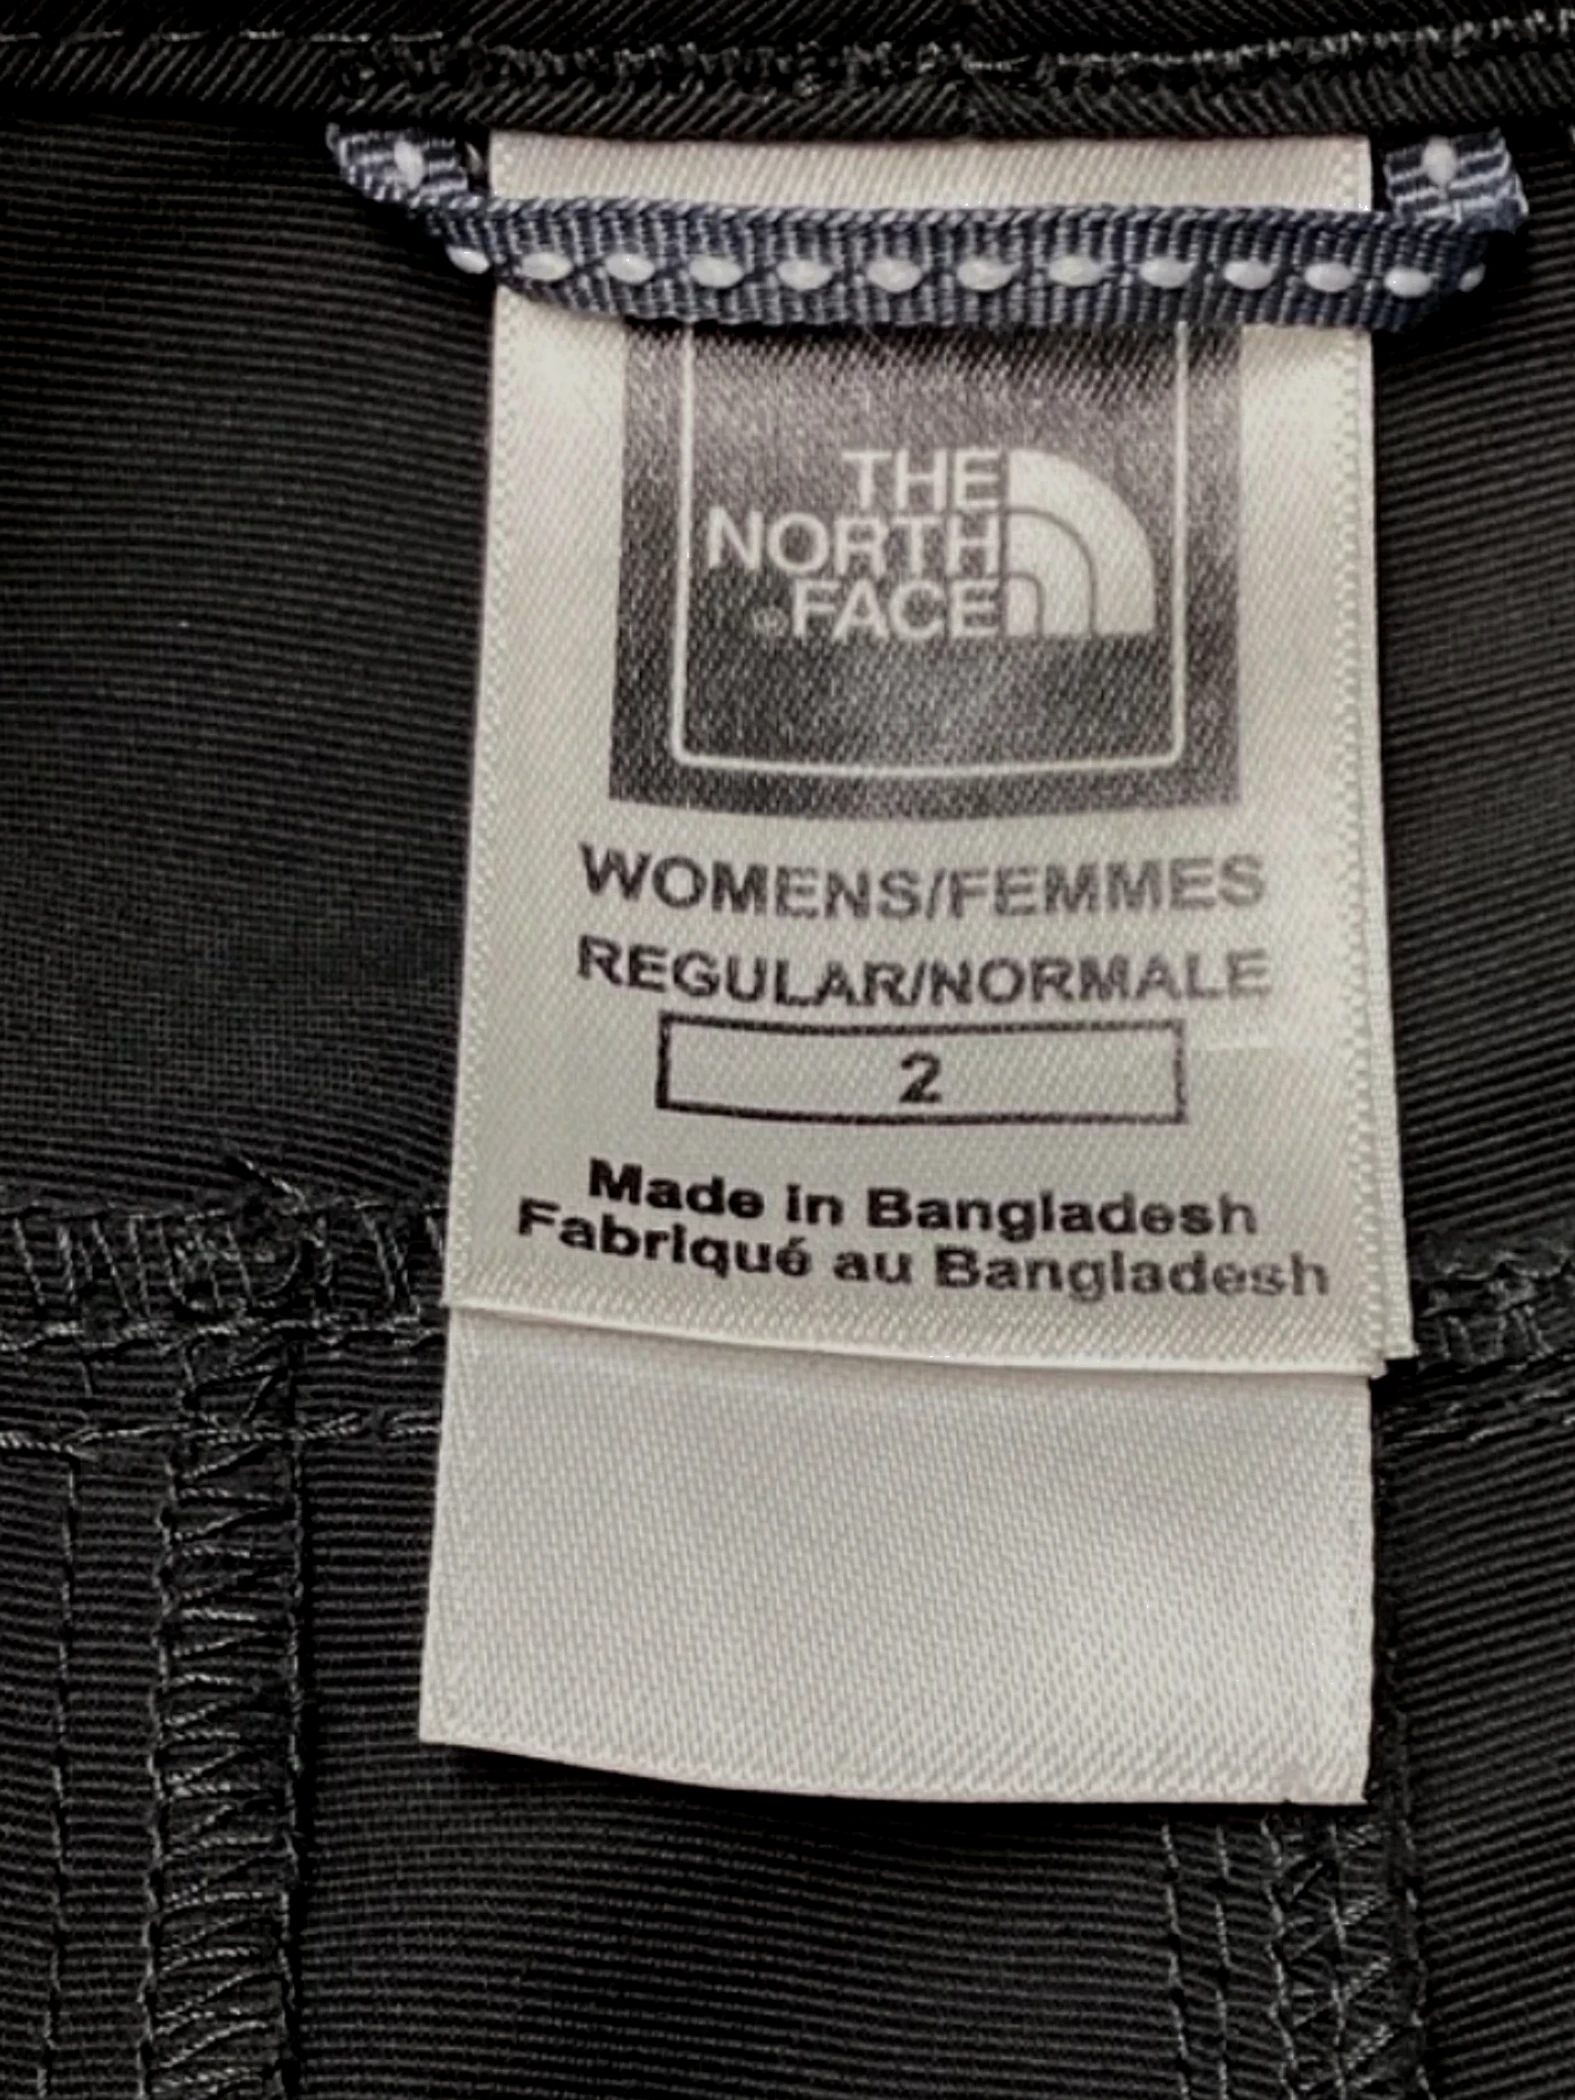 THE
NORTH
®FACE
WOMENS/FEMMES
REGULAR/NORMALE
2
Made in Bangladesh
Fabriqué au Bangladesh